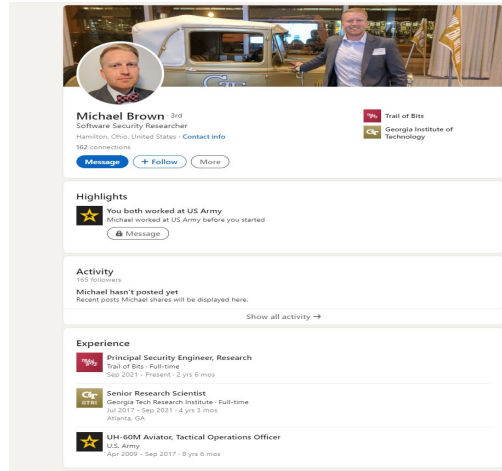 Michael Brown · 3rd
Software Security Researcher
Hamilton, Ohio, United States · Contact info
162 connections
Message
+ Follow
More
Trail of Bits
Georgia Institute of
Technology
Highlights
You both worked at US Army
Michael worked at US Army before you started
Message
Activity
165 followers
Michael hasn't posted yet
Recent posts Michael shares will be displayed here.
Show all activity →
Experience
Principal Security Engineer, Research
Trail of Bits · Full-time
Sep 2021 - Present · 2 yrs 6 mos
GTRI
Senior Research Scientist
Georgia Tech Research Institute · Full-time
Jul 2017 - Sep 2021 · 4 yrs 3 mos
Atlanta, GA
UH-60M Aviator, Tactical Operations Officer
U.S. Army
Apr 2009 - Sep 2017 · 8 yrs 6 mos